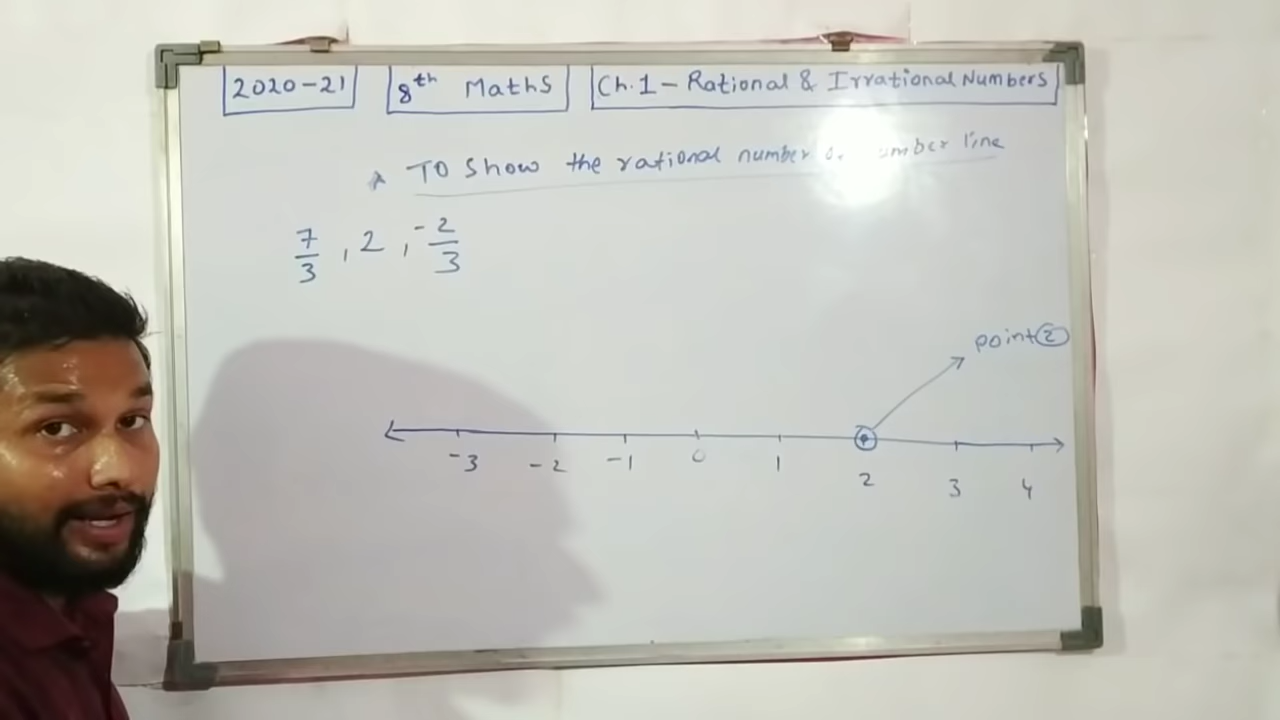 2020-21 8th Maths Ch.1 - Rational & Irrational Numbers
* To Show the rational number line
7/3 , 2 , -2/3
point 2
-3 -2 -1 0 1 2 3 4